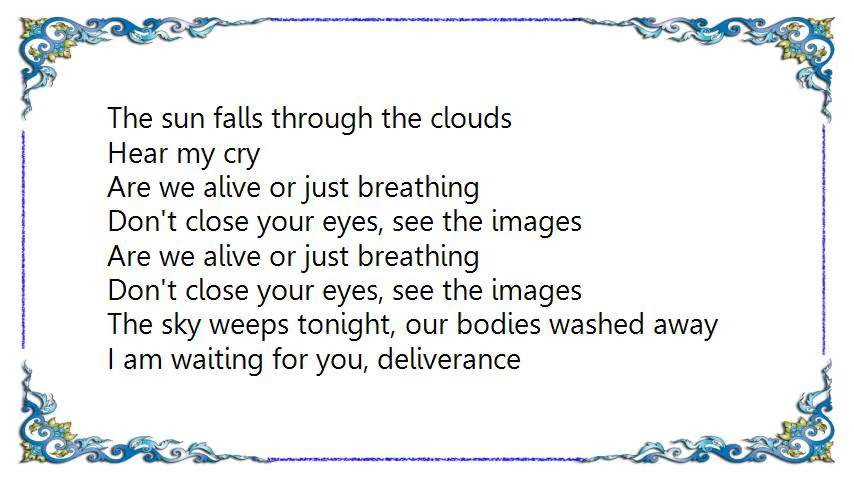 The sun falls through the clouds
Hear my cry
Are we alive or just breathing
Don't close your eyes, see the images
Are we alive or just breathing
Don't close your eyes, see the images
The sky weeps tonight, our bodies washed away
I am waiting for you, deliverance